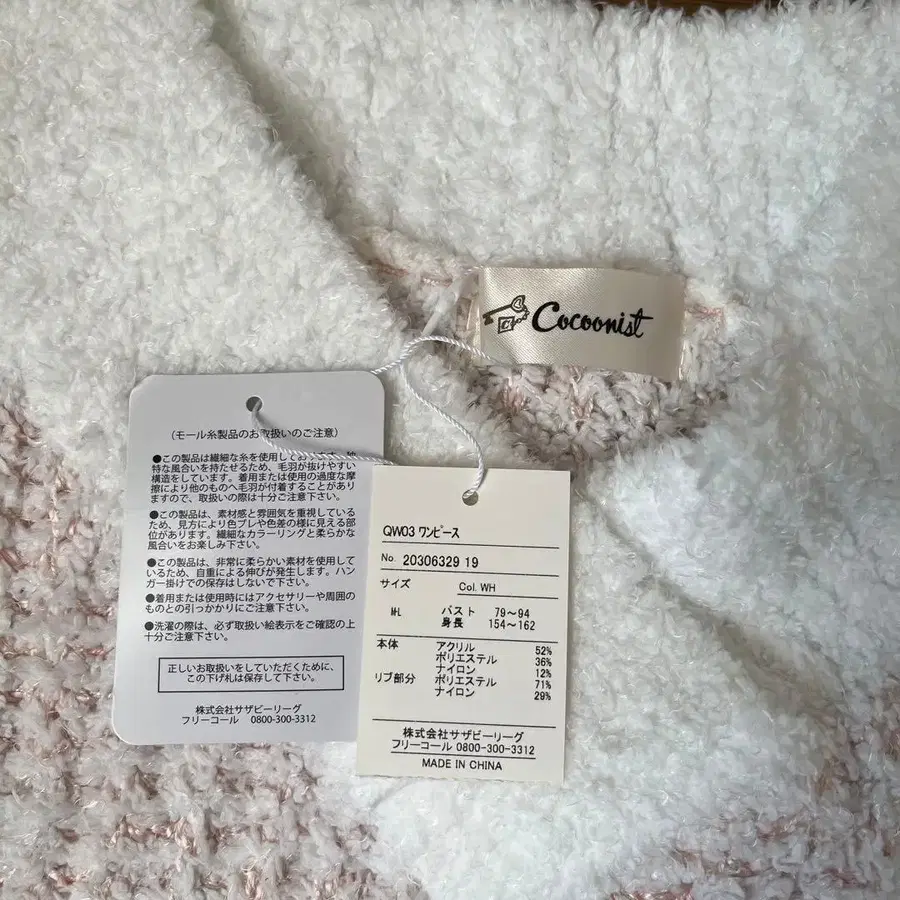 Cocoonist
(モール糸製品のお取扱いのご注意)
●この製品は繊細な糸を使用しております。独
特な風合いを持たせるため、毛羽が抜けやすい
構造をしています。着用または使用の過度な摩
擦により他のものへ毛羽が付着することがあり
ますので、取扱いの際は十分ご注意下さい。
●この製品は、素材感と雰囲気を重視している
ため、見方により色ブレや色差の様に見える部
位があります。繊細なカラーリングと柔らかな
風合いをお楽しみ下さい。
●この製品は、非常に柔らかい素材を使用して
いるため、自重による伸びが発生します。ハン
ガー掛けでの保存はしないで下さい。
●着用または使用時にはアクセサリーや周囲の
ものとの引っかかりにご注意下さい。
●洗濯の際は、必ず取扱い絵表示をご確認の上
十分ご注意下さい。
正しいお取扱いをしていただくために、
この下げ札は保存して下さい。
株式会社サザビーリーグ
フリーコール 0800-300-3312
QW03 ワンピース
No. 20306329 19
サイズ Col. WH
M-L バスト 79~94
身長 154~162
本体 アクリル 52%
ポリエステル 36%
ナイロン 12%
リブ部分 ポリエステル 71%
ナイロン 29%
株式会社サザビーリーグ
フリーコール 0800-300-3312
MADE IN CHINA